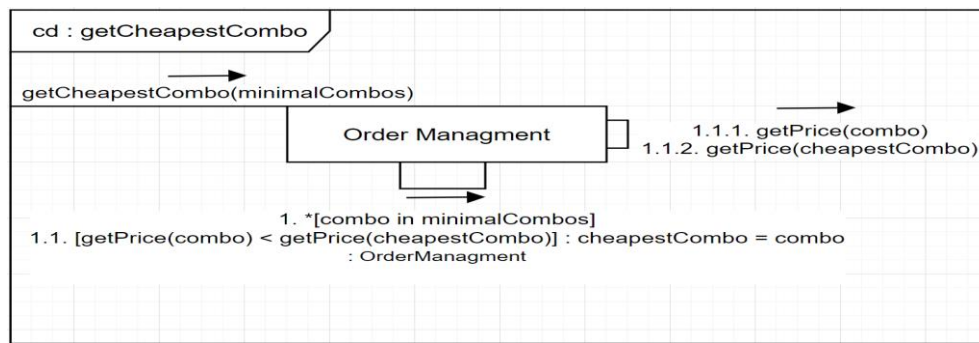 cd : getCheapestCombo
getCheapestCombo(minimalCombos)
Order Managment
1.1.1. getPrice(combo)
1.1.2. getPrice(cheapestCombo)
1. *[combo in minimalCombos]
1.1. [getPrice(combo) < getPrice(cheapestCombo)] : cheapestCombo = combo
: OrderManagment